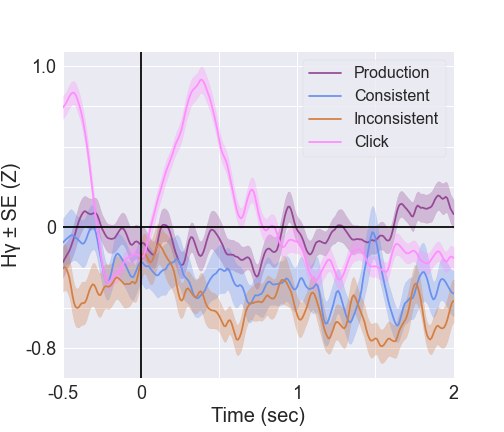 Hγ ± SE (Z)
1.0
0
-0.8
Production
Consistent
Inconsistent
Click
-0.5 0 1 2
Time (sec)